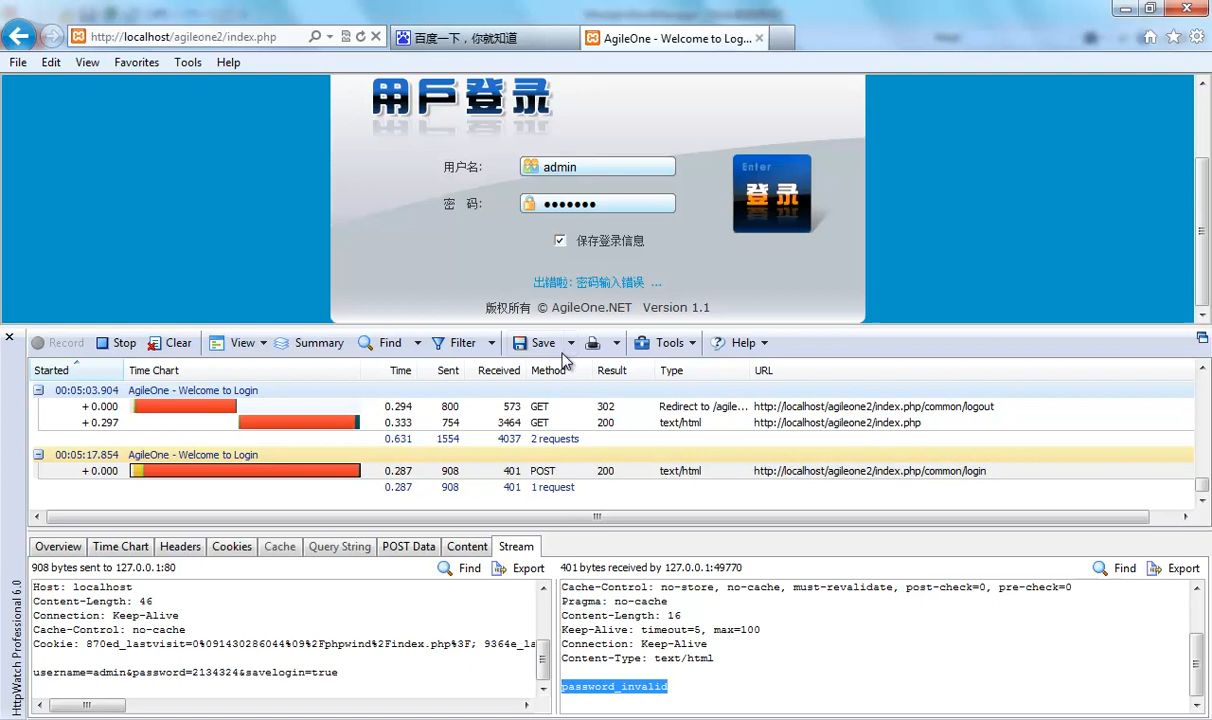 http://localhost/agileone2/index.php
百度一下，你就知道
AgileOne - Welcome to Log...
File Edit View Favorites Tools Help
用戶登录
用户名: admin
Enter
登录
密 码: •••••••
保存登录信息
出错啦: 密码输入错误 ...
版权所有 © AgileOne.NET Version 1.1
Record Stop Clear View Summary Find Filter Save Tools Help
Started Time Chart Time Sent Received Method Result Type URL
00:05:03.904 AgileOne - Welcome to Login
+ 0.000 0.294 800 573 GET 302 Redirect to /agile... http://localhost/agileone2/index.php/common/logout
+ 0.297 0.333 754 3464 GET 200 text/html http://localhost/agileone2/index.php
0.631 1554 4037 2 requests
00:05:17.854 AgileOne - Welcome to Login
+ 0.000 0.287 908 401 POST 200 text/html http://localhost/agileone2/index.php/common/login
0.287 908 401 1 request
Overview Time Chart Headers Cookies Cache Query String POST Data Content Stream
908 bytes sent to 127.0.0.1:80 Find Export
Host: localhost
Content-Length: 46
Connection: Keep-Alive
Cache-Control: no-cache
Cookie: 870ed_lastvisit=0%091430286044%09%2Fphpwind%2Findex.php%3F; 9364e_la
username=admin&password=2134324&savelogin=true
401 bytes received by 127.0.0.1:49770 Find Export
Cache-Control: no-store, no-cache, must-revalidate, post-check=0, pre-check=0
Pragma: no-cache
Content-Length: 16
Keep-Alive: timeout=5, max=100
Connection: Keep-Alive
Content-Type: text/html
password_invalid
HttpWatch Professional 6.0